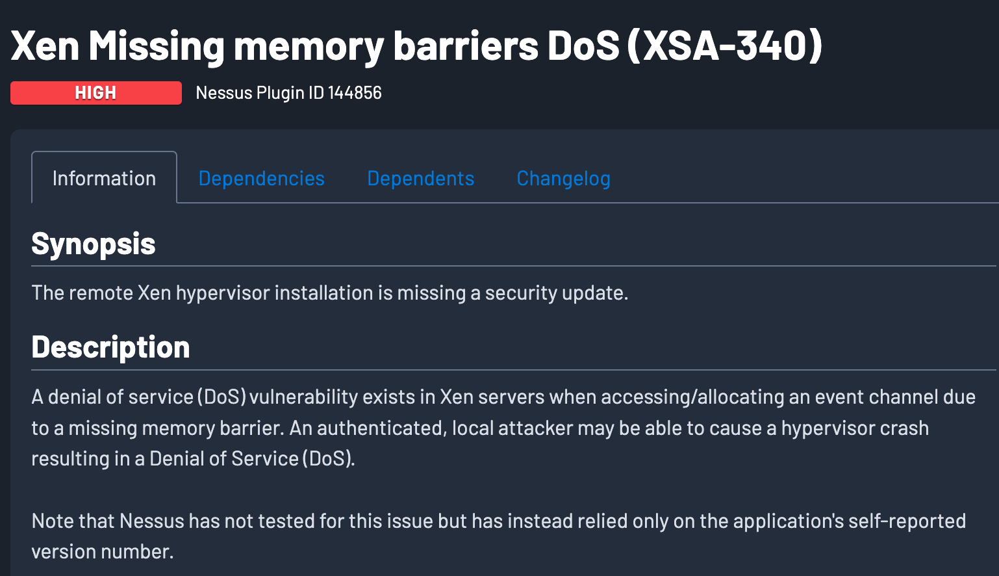 Xen Missing memory barriers DoS (XSA-340)
HIGH
Nessus Plugin ID 144856
Information
Dependencies
Dependents
Changelog
Synopsis
The remote Xen hypervisor installation is missing a security update.
Description
A denial of service (DoS) vulnerability exists in Xen servers when accessing/allocating an event channel due
to a missing memory barrier. An authenticated, local attacker may be able to cause a hypervisor crash
resulting in a Denial of Service (DoS).
Note that Nessus has not tested for this issue but has instead relied only on the application's self-reported
version number.